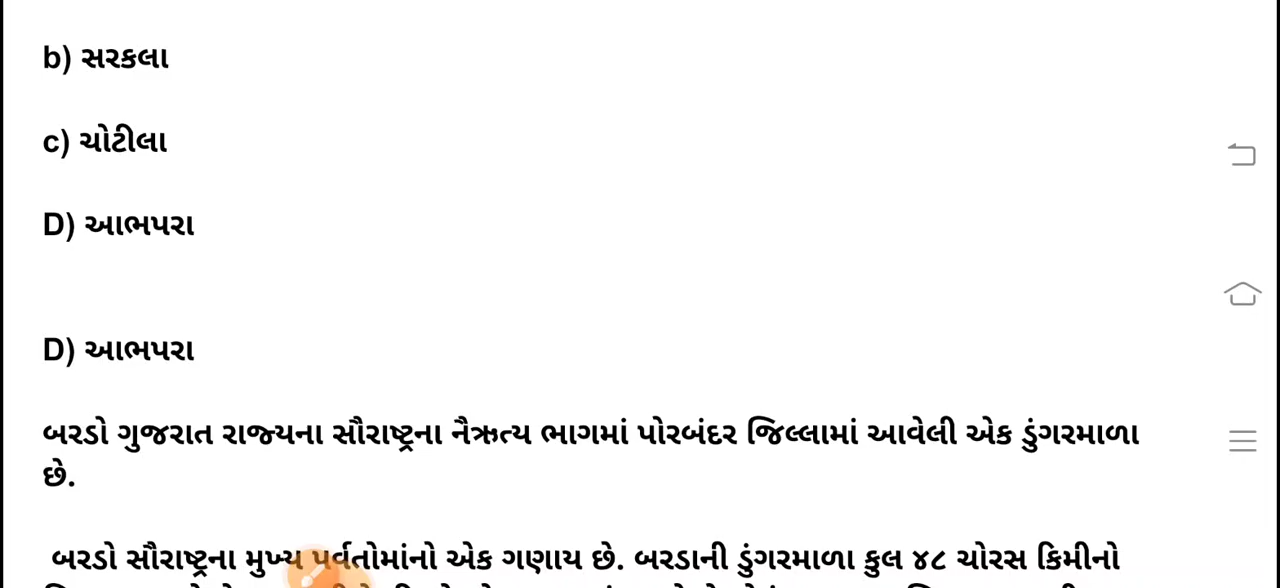 b) સરકલા
c) ચોટીલા
D) આભપરા
D) આભપરા
બરડો ગુજરાત રાજ્યના સૌરાષ્ટ્રના નૈઋત્ય ભાગમાં પોરબંદર જિલ્લામાં આવેલી એક ડુંગરમાળા
છે.
બરડો સૌરાષ્ટ્રના મુખ્ય પર્વતોમાંનો એક ગણાય છે. બરડાની ડુંગરમાળા કુલ ૪૮ ચોરસ કિમીનો